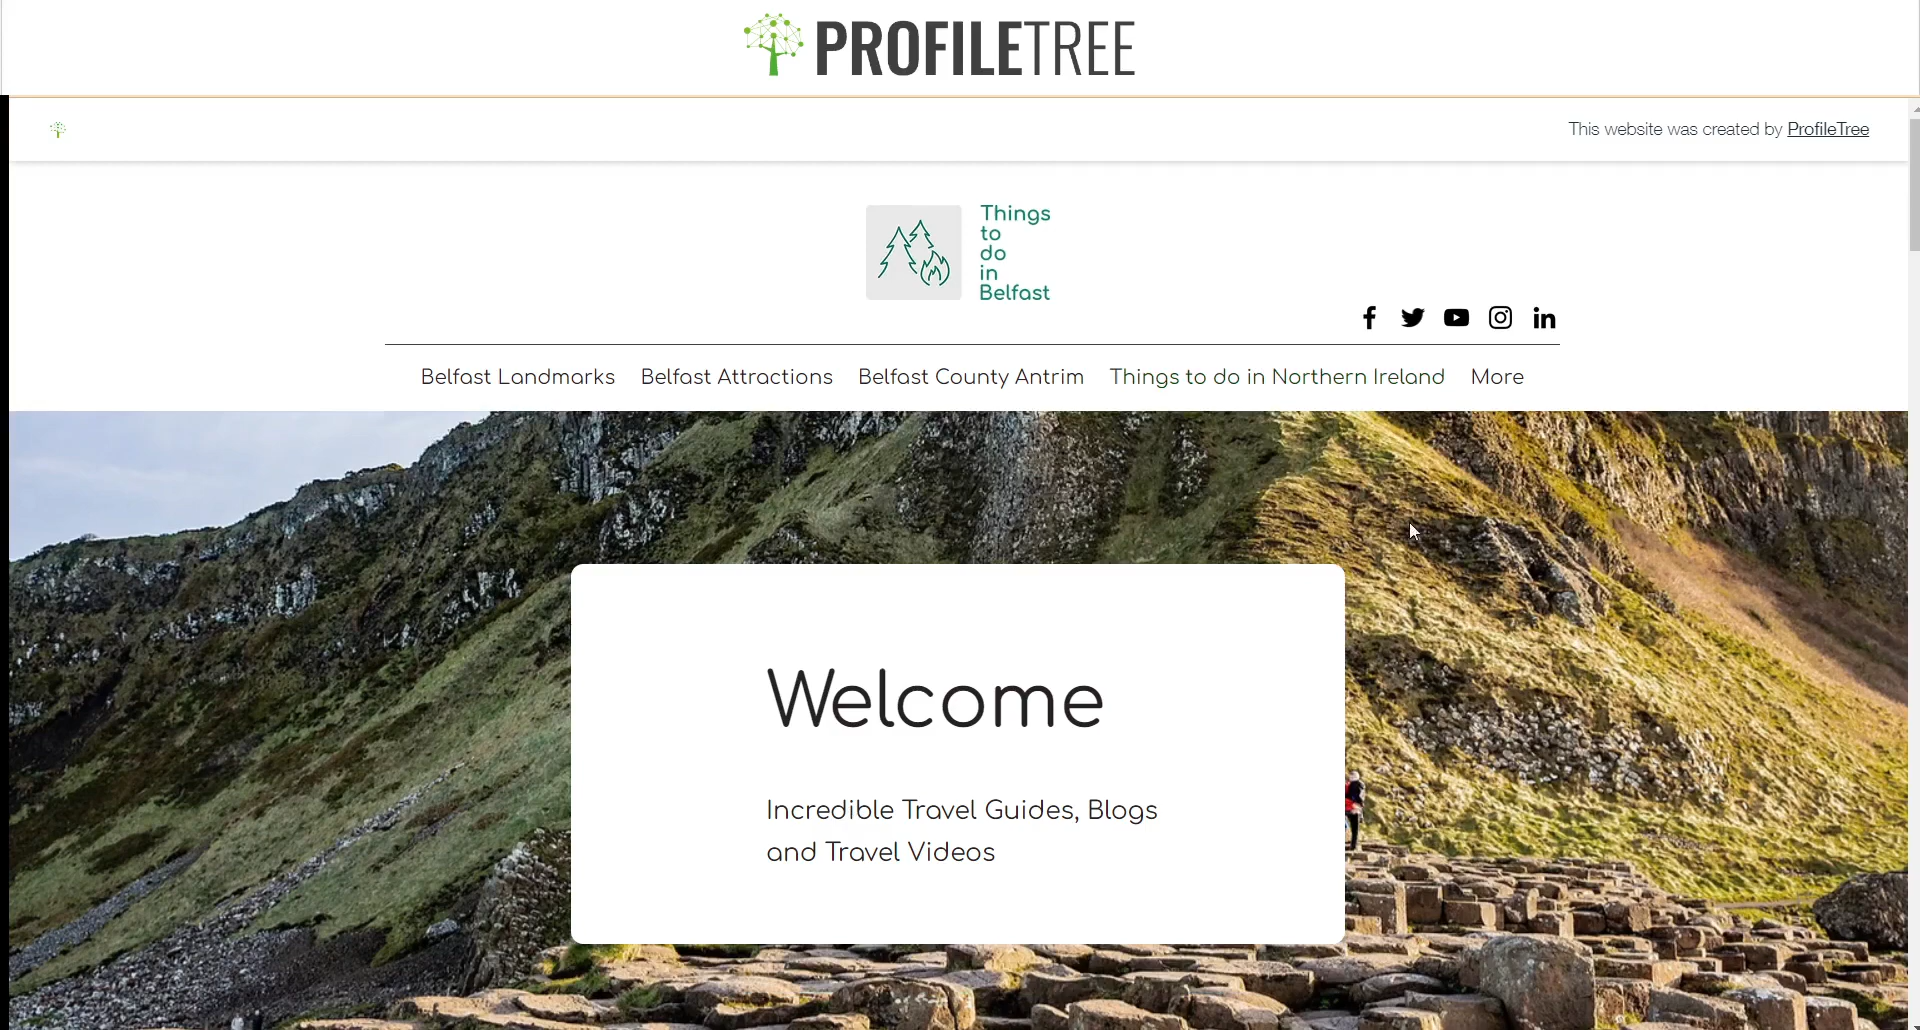 PROFILETREE
This website was created by ProfileTree
Things
to
do
in
Belfast
Belfast Landmarks Belfast Attractions Belfast County Antrim Things to do in Northern Ireland More
Welcome
Incredible Travel Guides, Blogs
and Travel Videos